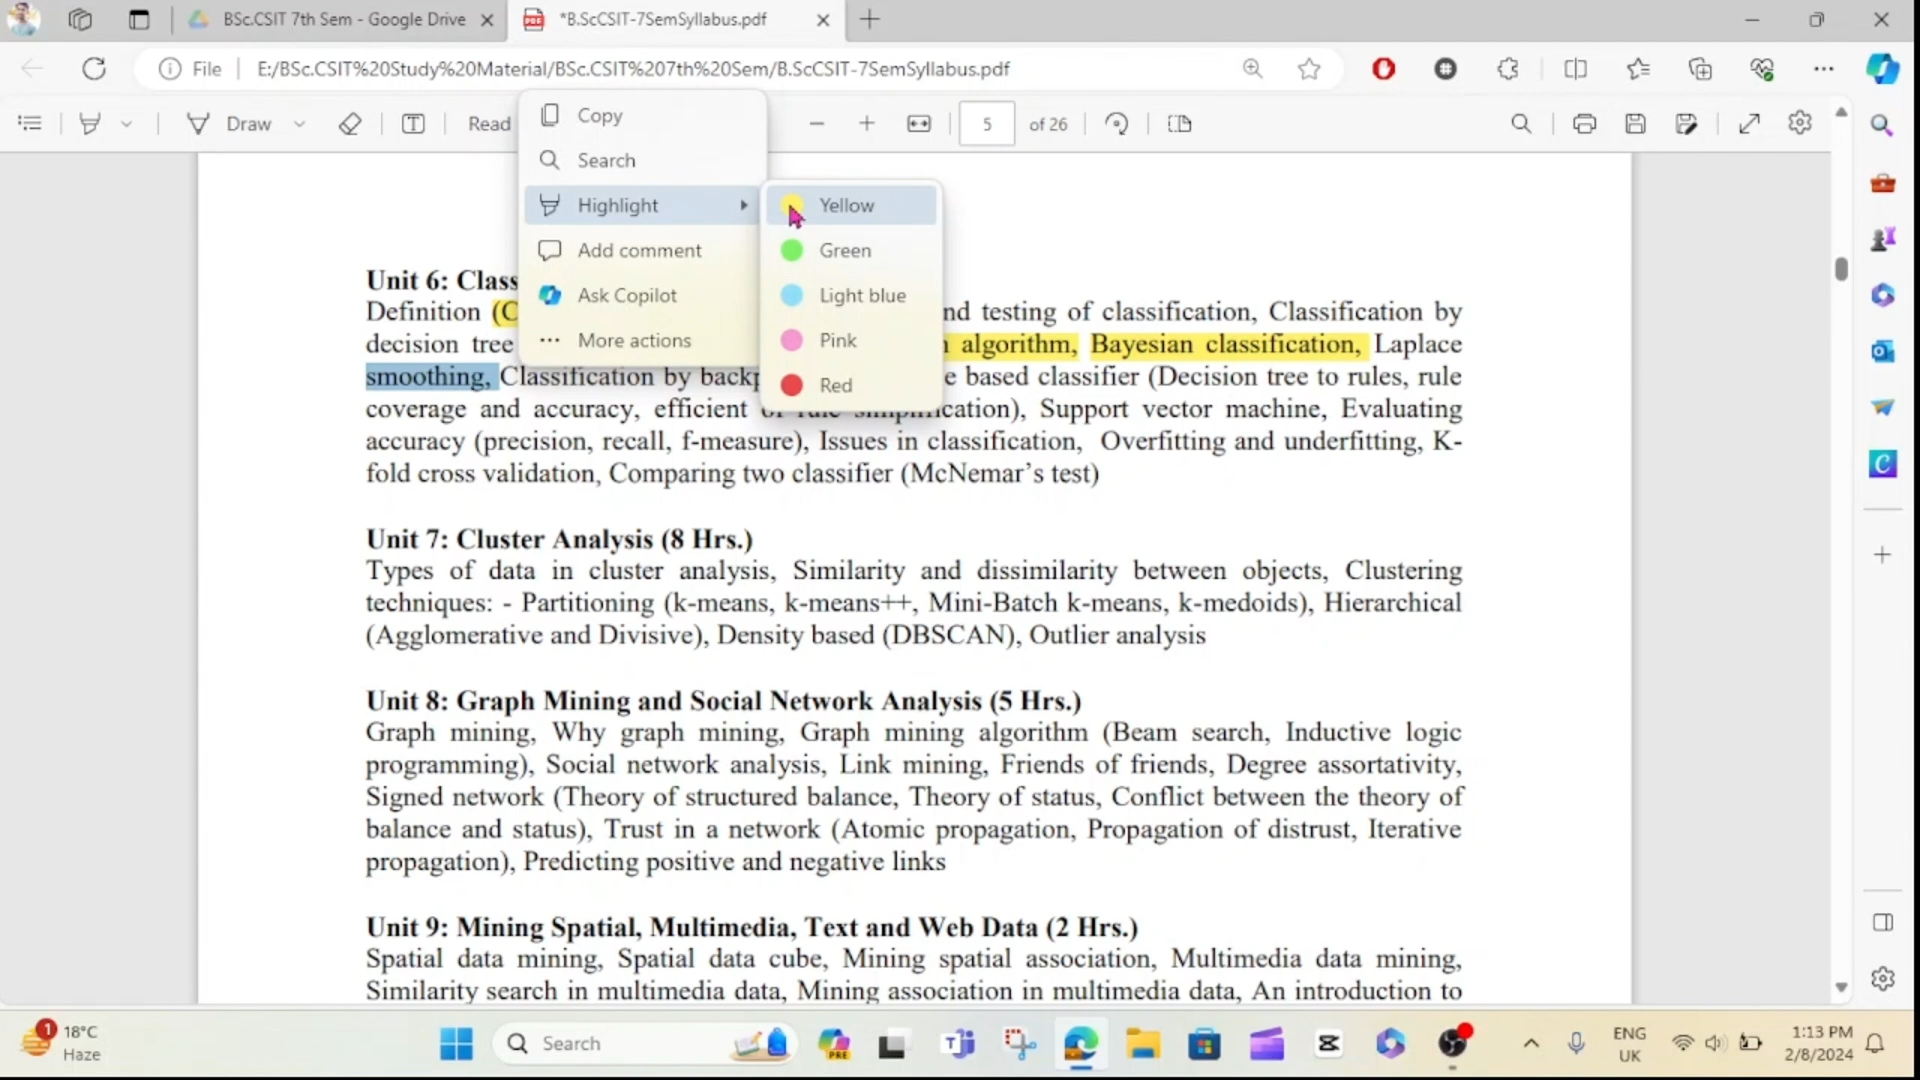 BSc.CSIT 7th Sem - Google Drive
*B.ScCSIT-7SemSyllabus.pdf
File
E:/BSc.CSIT%20Study%20Material/BSc.CSIT%207th%20Sem/B.ScCSIT-7SemSyllabus.pdf
Draw
Read
5
of 26
Copy
Search
Highlight
Add comment
Ask Copilot
More actions
Yellow
Green
Light blue
Pink
Red
Unit 6: Class
Definition (C nd testing of classification, Classification by
decision tree algorithm, Bayesian classification, Laplace
smoothing, Classification by backp e based classifier (Decision tree to rules, rule
coverage and accuracy, efficient of rule simplification), Support vector machine, Evaluating
accuracy (precision, recall, f-measure), Issues in classification, Overfitting and underfitting, K-
fold cross validation, Comparing two classifier (McNemar’s test)
Unit 7: Cluster Analysis (8 Hrs.)
Types of data in cluster analysis, Similarity and dissimilarity between objects, Clustering
techniques: - Partitioning (k-means, k-means++, Mini-Batch k-means, k-medoids), Hierarchical
(Agglomerative and Divisive), Density based (DBSCAN), Outlier analysis
Unit 8: Graph Mining and Social Network Analysis (5 Hrs.)
Graph mining, Why graph mining, Graph mining algorithm (Beam search, Inductive logic
programming), Social network analysis, Link mining, Friends of friends, Degree assortativity,
Signed network (Theory of structured balance, Theory of status, Conflict between the theory of
balance and status), Trust in a network (Atomic propagation, Propagation of distrust, Iterative
propagation), Predicting positive and negative links
Unit 9: Mining Spatial, Multimedia, Text and Web Data (2 Hrs.)
Spatial data mining, Spatial data cube, Mining spatial association, Multimedia data mining,
Similarity search in multimedia data, Mining association in multimedia data, An introduction to
1
18°C
Haze
Search
PRE
ENG
UK
1:13 PM
2/8/2024